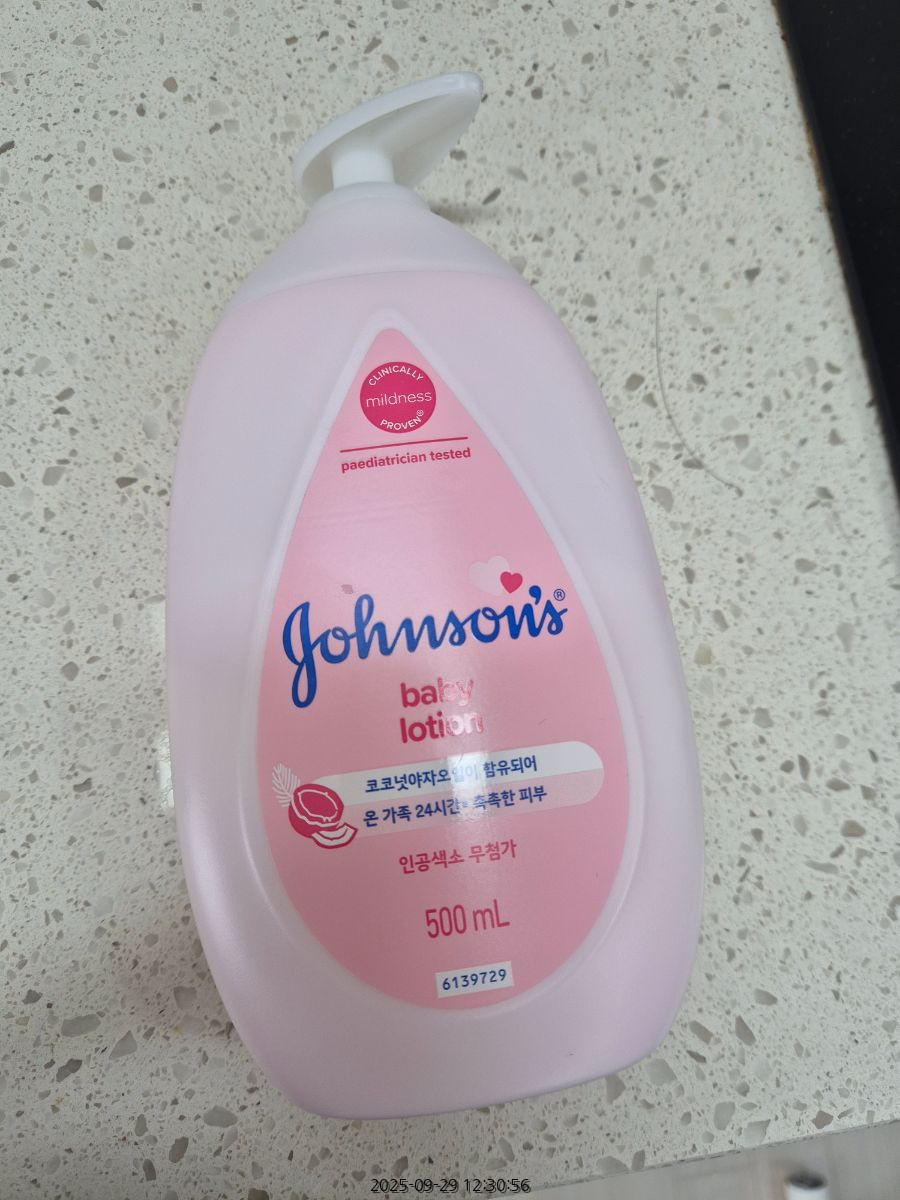 CLINICALLY
mildness
PROVEN®
paediatrician tested
Johnson's®
baby
lotion
코코넛야자오일이 함유되어
온 가족 24시간* 촉촉한 피부
인공색소 무첨가
500 mL
6139729
2025-09-29 12:30:56